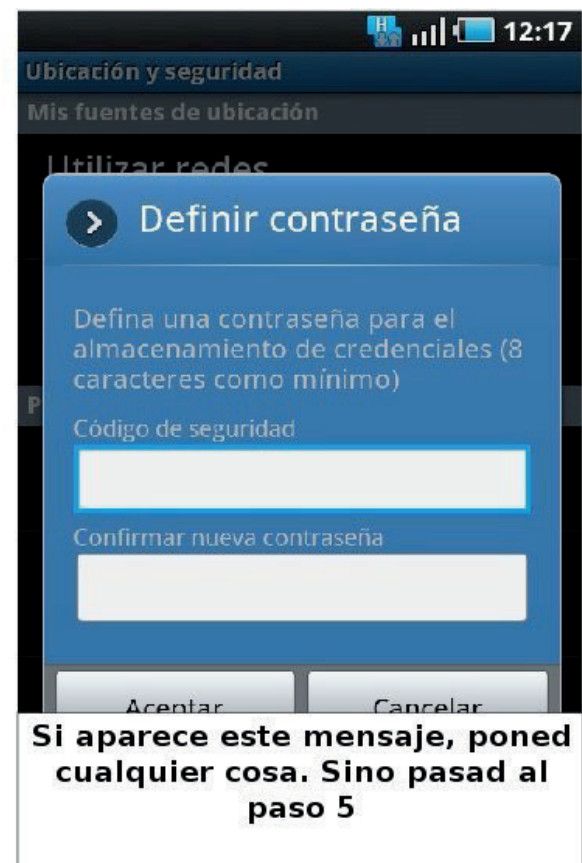 H 12:17
Ubicación y seguridad
Mis fuentes de ubicación
Utilizar redes
Definir contraseña
Defina una contraseña para el
almacenamiento de credenciales (8
caracteres como mínimo)
P
Código de seguridad
Confirmar nueva contraseña
Aceptar Cancelar
Si aparece este mensaje, poned
cualquier cosa. Sino pasad al
paso 5